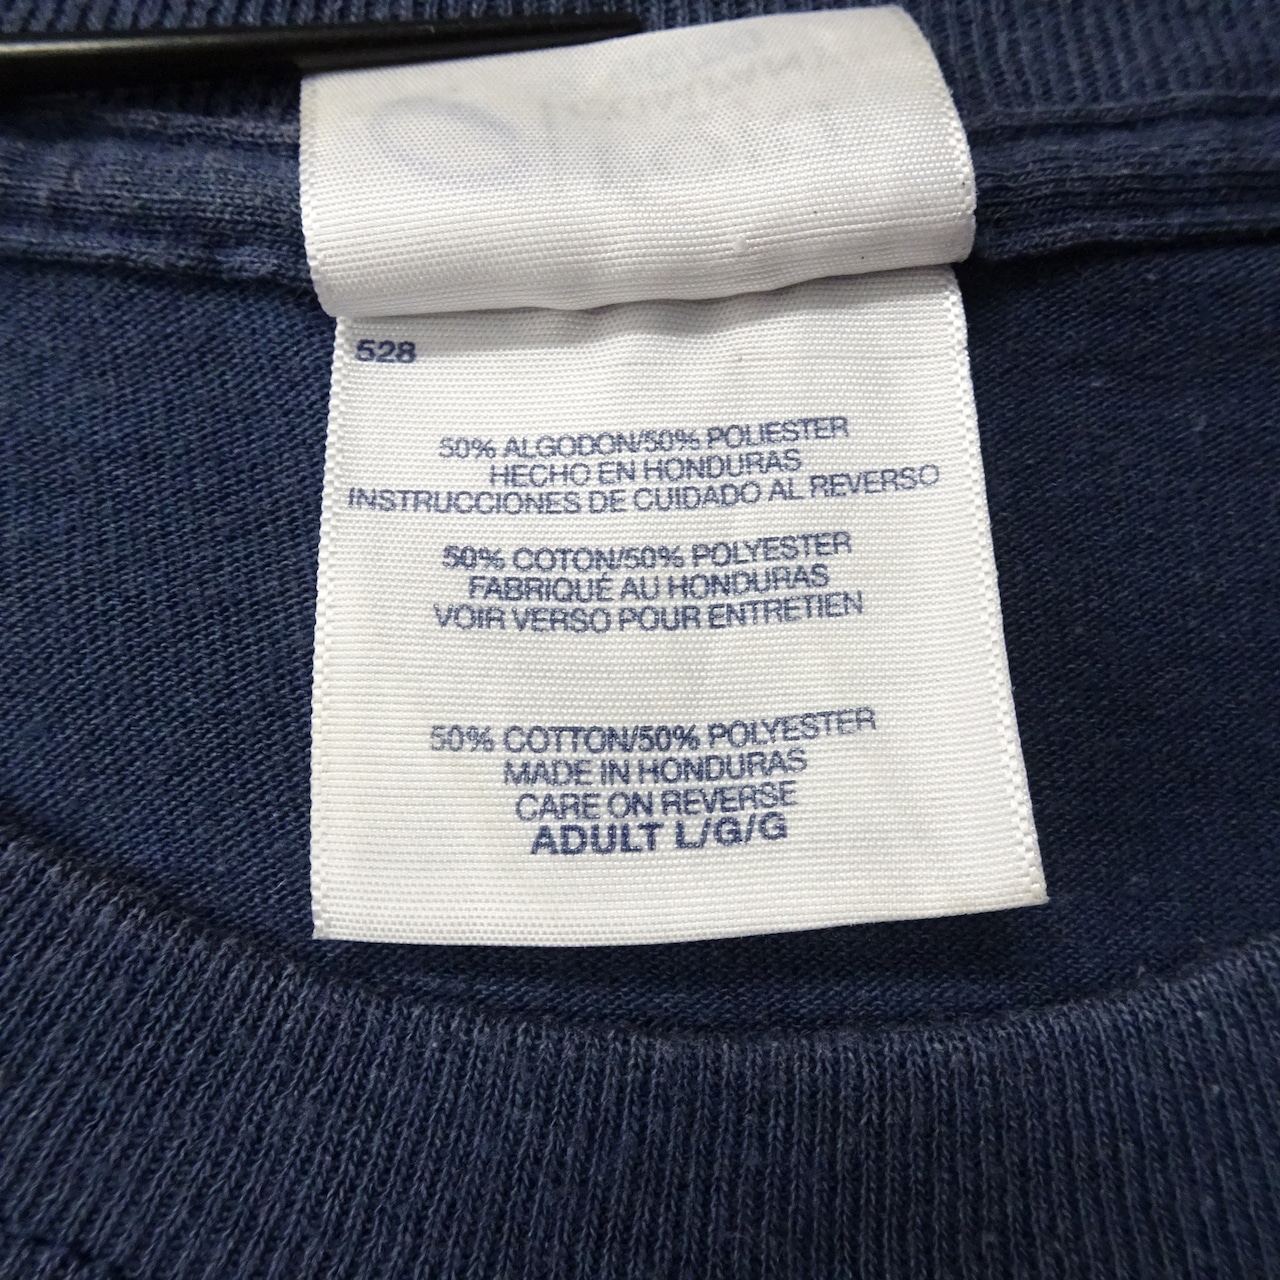 528
50% ALGODON/50% POLIESTER
HECHO EN HONDURAS
INSTRUCCIONES DE CUIDADO AL REVERSO
50% COTON/50% POLYESTER
FABRIQUÉ AU HONDURAS
VOIR VERSO POUR ENTRETIEN
50% COTTON/50% POLYESTER
MADE IN HONDURAS
CARE ON REVERSE
ADULT L/G/G